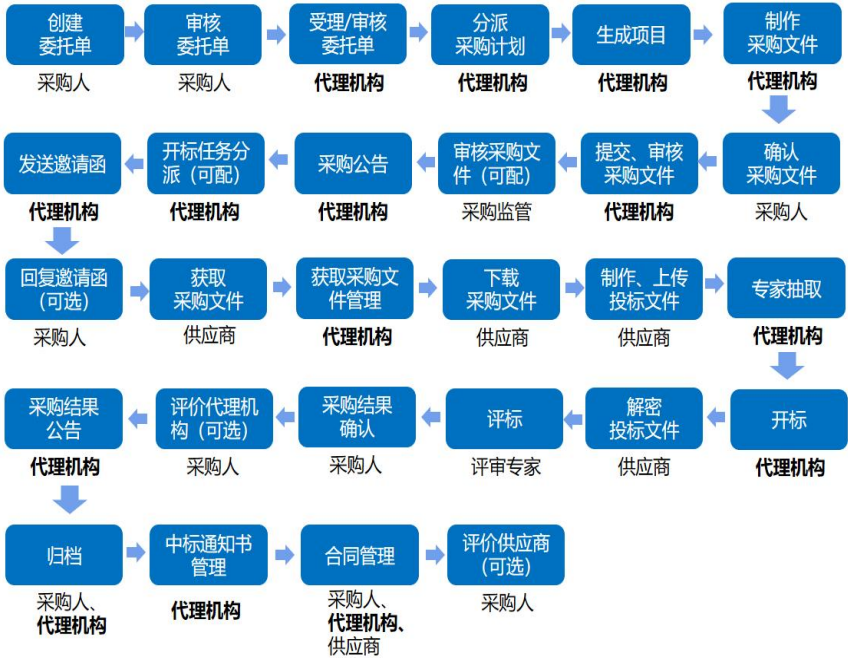 创建
委托单
采购人
审核
委托单
采购人
受理/审核
委托单
代理机构
分派
采购计划
代理机构
生成项目
代理机构
制作
采购文件
代理机构
确认
采购文件
采购人
提交、审核
采购文件
代理机构
审核采购文
件（可配）
采购监管
采购公告
代理机构
开标任务分
派（可配）
代理机构
发送邀请函
代理机构
回复邀请函
（可选）
采购人
获取
采购文件
供应商
获取采购文
件管理
代理机构
下载
采购文件
供应商
制作、上传
投标文件
供应商
专家抽取
代理机构
开标
代理机构
解密
投标文件
供应商
评标
评审专家
采购结果
确认
采购人
评价代理机
构（可选）
采购人
采购结果
公告
代理机构
归档
采购人、
代理机构
中标通知书
管理
代理机构
合同管理
采购人、
代理机构、
供应商
评价供应商
（可选）
采购人